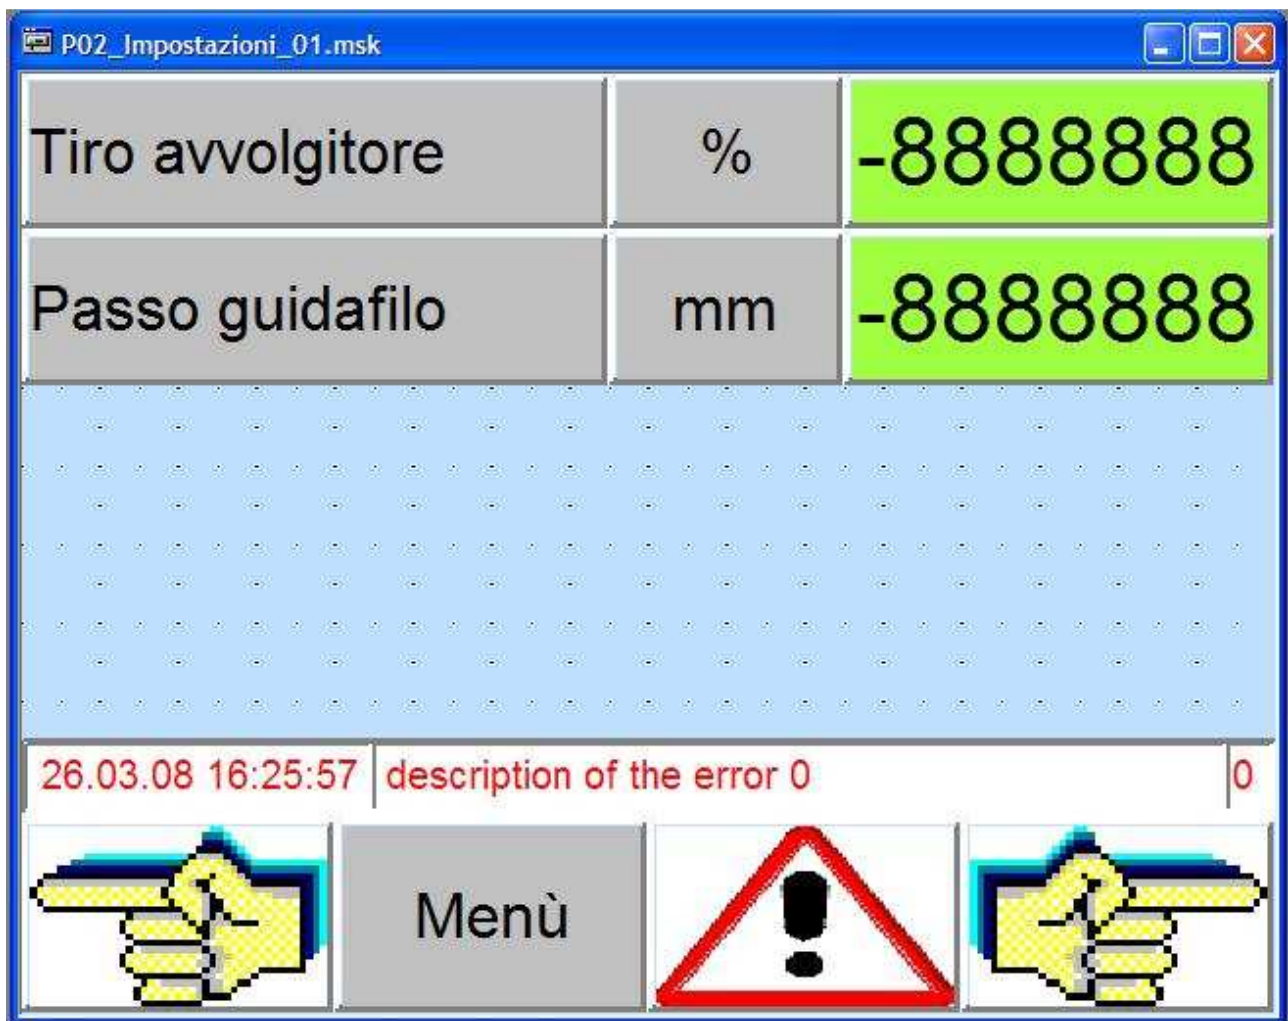 P02_Impostazioni_01.msk
Tiro avvolgitore % -8888888
Passo guidafilo mm -8888888
26.03.08 16:25:57 description of the error 0 0
Menù